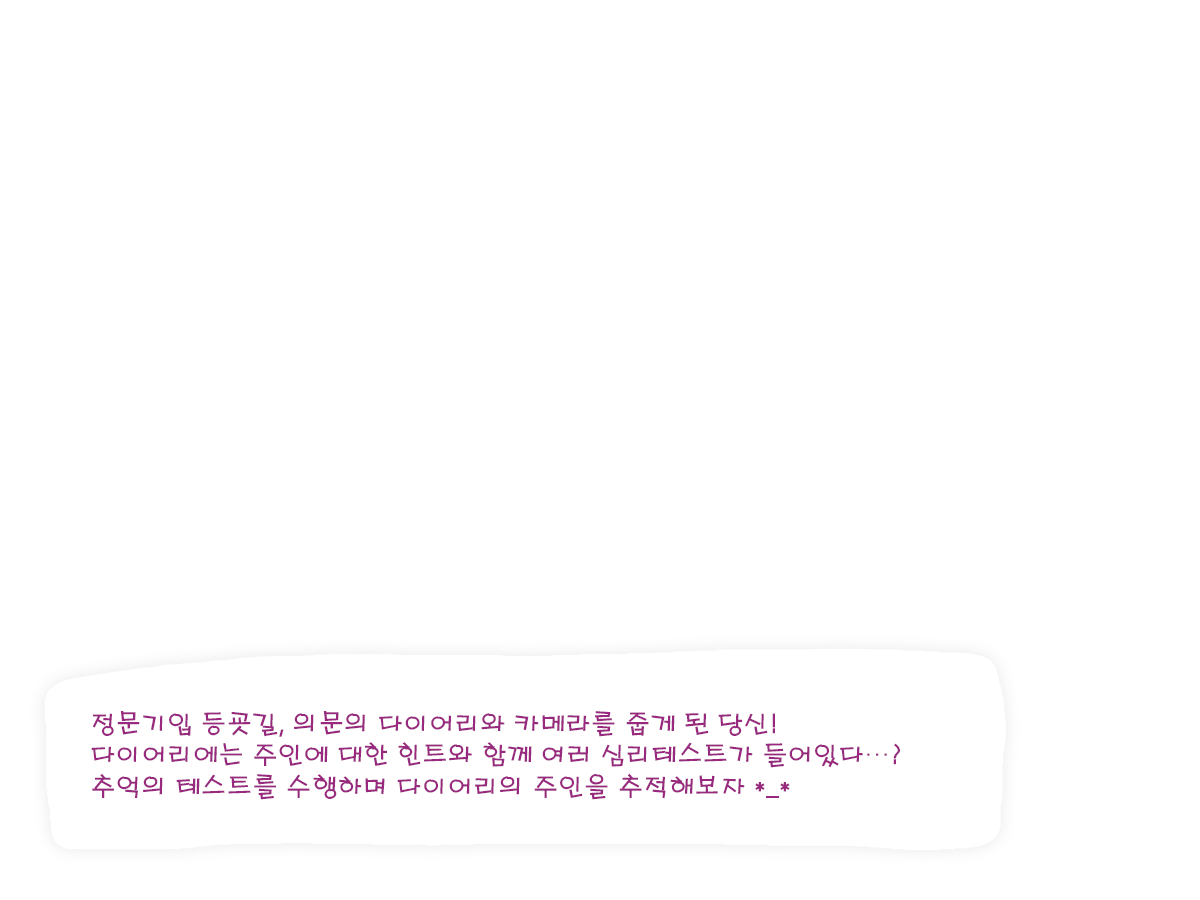 정문기입 등굣길, 의문의 다이어리와 카메라를 줍게 된 당신!
다이어리에는 주인에 대한 힌트와 함께 여러 심리테스트가 들어있다…?
추억의 테스트를 수행하며 다이어리의 주인을 추적해보자 *_*